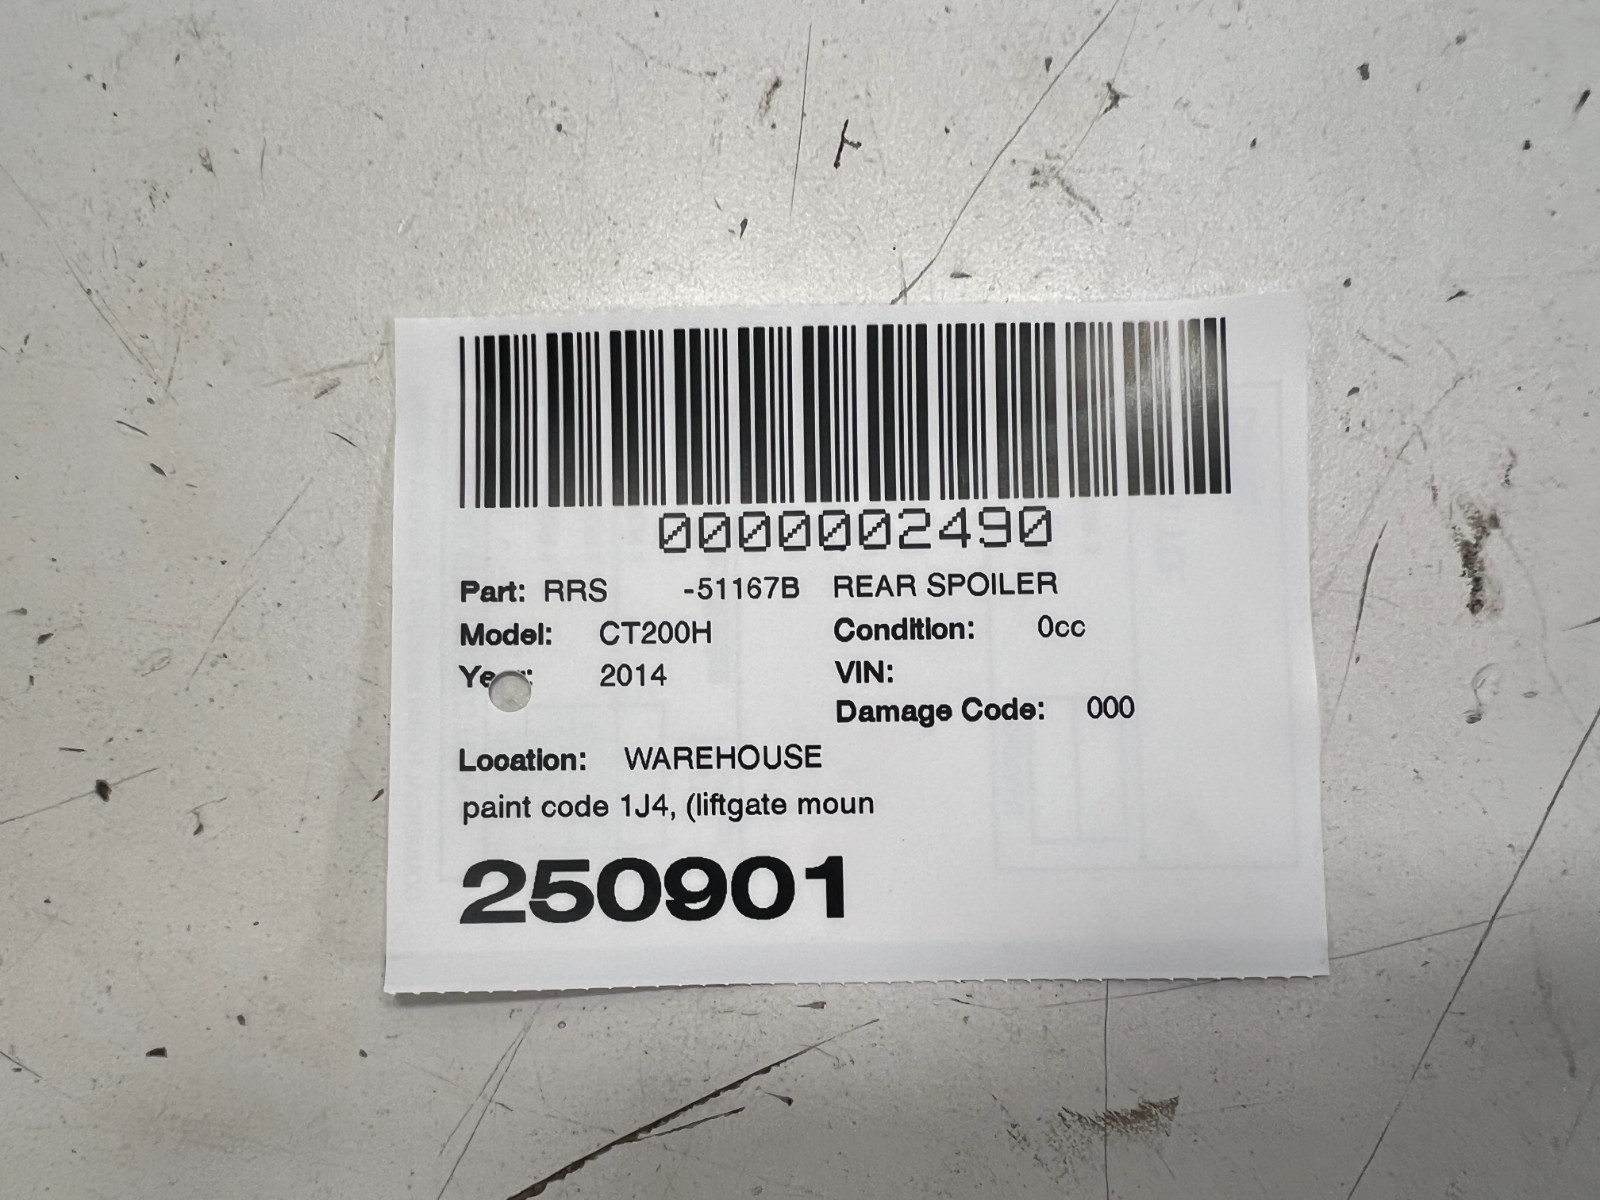 0000002490
Part: RRS -51167B REAR SPOILER
Model: CT200H Condition: 0cc
Year: 2014 VIN:
Damage Code: 000
Location: WAREHOUSE
paint code 1J4, (liftgate moun
250901